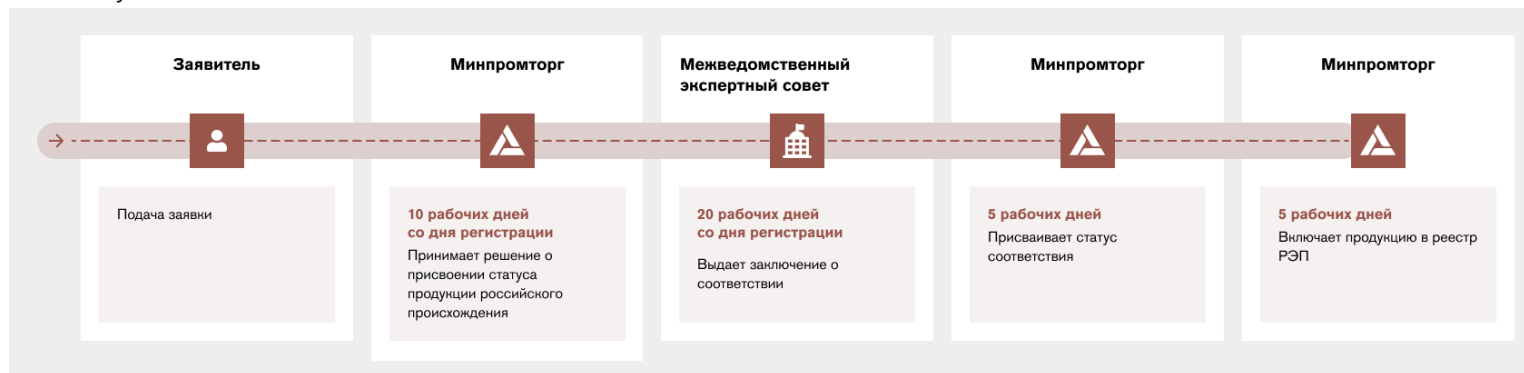 Заявитель
Подача заявки
Минпромторг
10 рабочих дней
со дня регистрации
Принимает решение о
присвоении статуса
продукции российского
происхождения
Межведомственный
экспертный совет
20 рабочих дней
со дня регистрации
Выдает заключение о
соответствии
Минпромторг
5 рабочих дней
Присваивает статус
соответствия
Минпромторг
5 рабочих дней
Включает продукцию в реестр
РЭП